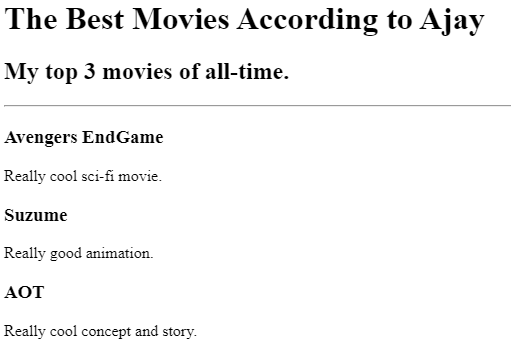 The Best Movies According to Ajay
My top 3 movies of all-time.
Avengers EndGame
Really cool sci-fi movie.
Suzume
Really good animation.
AOT
Really cool concept and story.